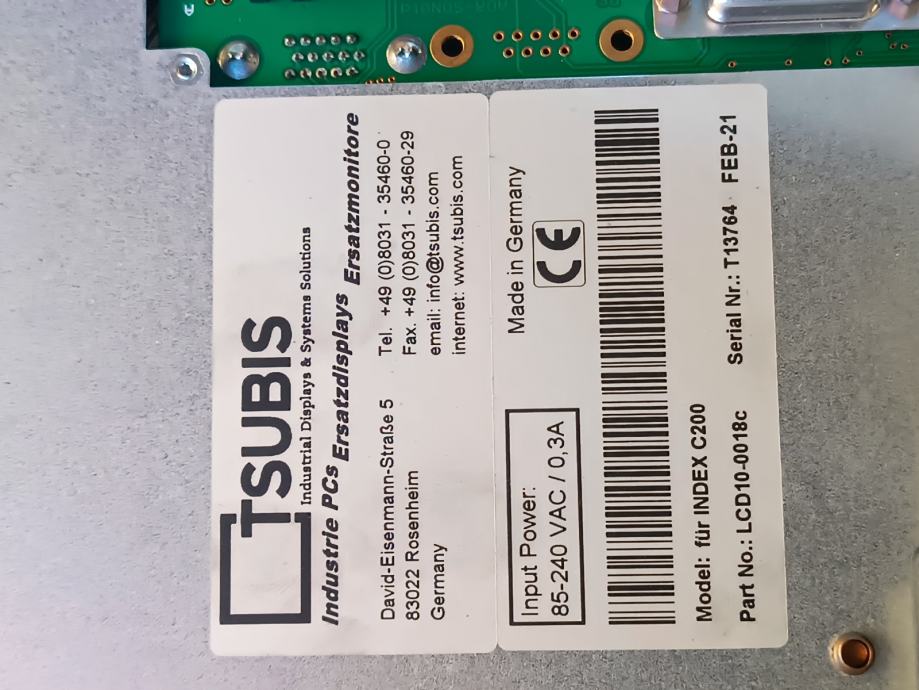 TSUBIS
Industrial Displays & Systems Solutions
Industrie PCs Ersatzdisplays Ersatzmonitore
David-Eisenmann-Straße 5
83022 Rosenheim
Germany
Tel. +49 (0)8031 - 35460-0
Fax. +49 (0)8031 - 35460-29
email: info@tsubis.com
internet: www.tsubis.com
Input Power:
85-240 VAC / 0,3A
Made in Germany
CE
Model: für INDEX C200
Part No.: LCD10-0018c
Serial Nr.: T13764 FEB-21